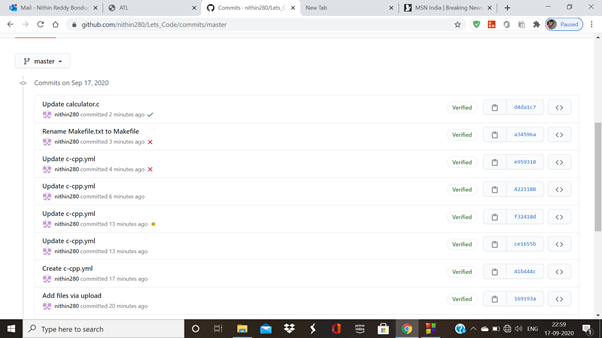 Mail - Nithin Reddy Bondug
ATL
Commits · nithin280/Lets_Co
New Tab
MSN India | Breaking New
github.com/nithin280/Lets_Code/commits/master
Paused
master
Commits on Sep 17, 2020
Update calculator.c
nithin280 committed 2 minutes ago
Verified
d4da1c7
Rename Makefile.txt to Makefile
nithin280 committed 3 minutes ago
Verified
a34596a
Update c-cpp.yml
nithin280 committed 4 minutes ago
Verified
e959310
Update c-cpp.yml
nithin280 committed 6 minutes ago
Verified
4221180
Update c-cpp.yml
nithin280 committed 13 minutes ago
Verified
f32418d
Update c-cpp.yml
nithin280 committed 13 minutes ago
Verified
ce1655b
Create c-cpp.yml
nithin280 committed 17 minutes ago
Verified
41b444c
Add files via upload
nithin280 committed 20 minutes ago
Verified
169193a
Type here to search
ENG
22:59
17-09-2020